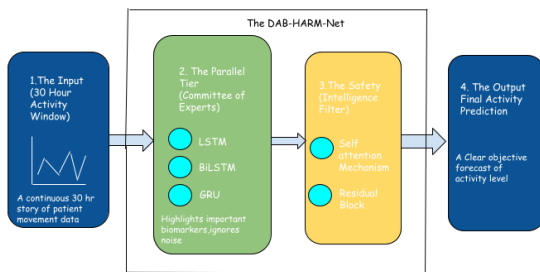 The DAB-HARM-Net
1.The Input
(30 Hour
Activity
Window)
A continuous 30 hr
story of patient
movement data
2. The Parallel
Tier
(Committee of
Experts)
LSTM
BiLSTM
GRU
Highlights important
biomarkers,ignores
noise
3.The Safety
(Intelligence
Filter)
Self
attention
Mechanism
Residual
Block
4. The Output
Final Activity
Prediction
A Clear objective
forecast of
activity level